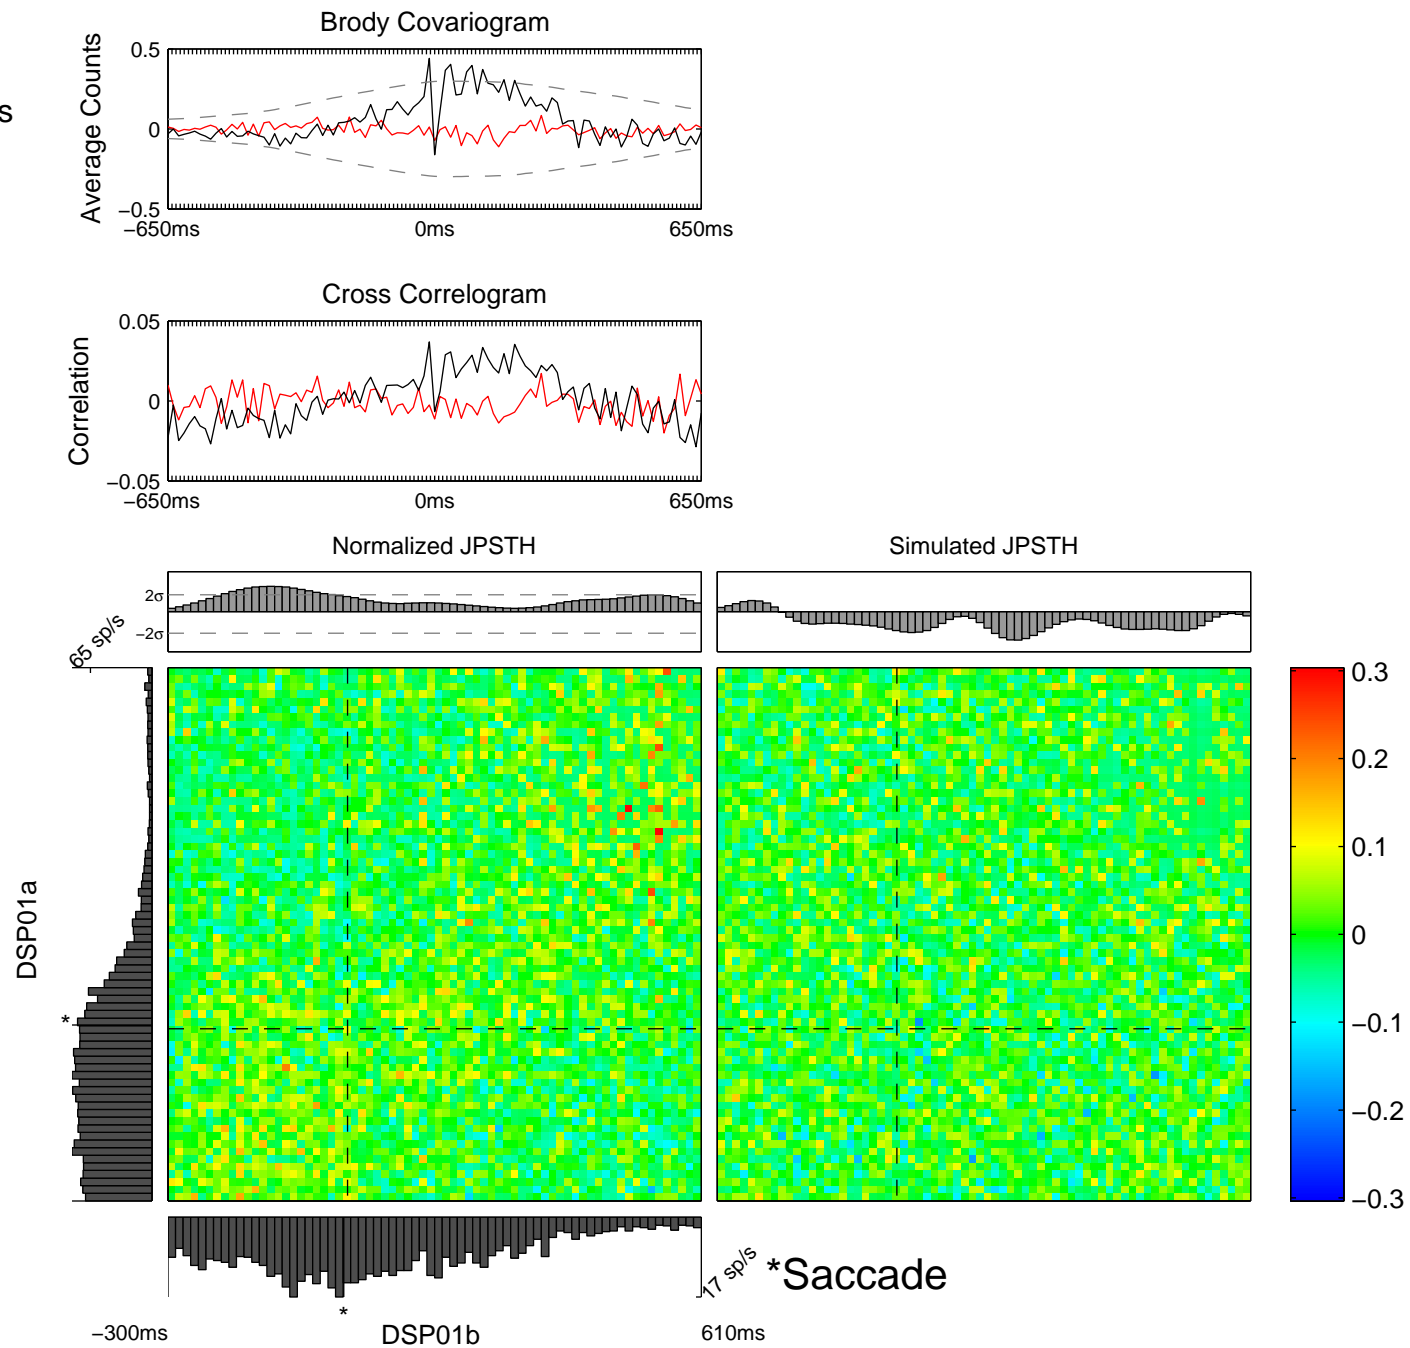 Brody Covariogram
s
Average Counts
0.5
0
−0.5
−650ms
0ms
650ms
Cross Correlogram
Correlation
0.05
0
−0.05
−650ms
0ms
650ms
Normalized JPSTH
Simulated JPSTH
2σ
−2σ
65 sp/s
DSP01a
*
0.3
0.2
0.1
0
−0.1
−0.2
−0.3
17 sp/s
*Saccade
*
−300ms
DSP01b
610ms